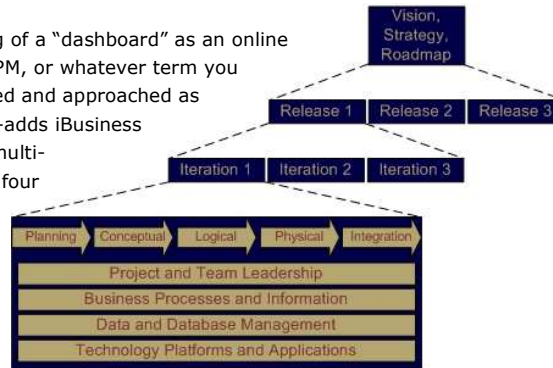 g of a “dashboard” as an online
PM, or whatever term you
ed and approached as
-adds iBusiness
multi-
four
Vision,
Strategy,
Roadmap
Release 1 Release 2 Release 3
Iteration 1 Iteration 2 Iteration 3
Planning Conceptual Logical Physical Integration
Project and Team Leadership
Business Processes and Information
Data and Database Management
Technology Platforms and Applications